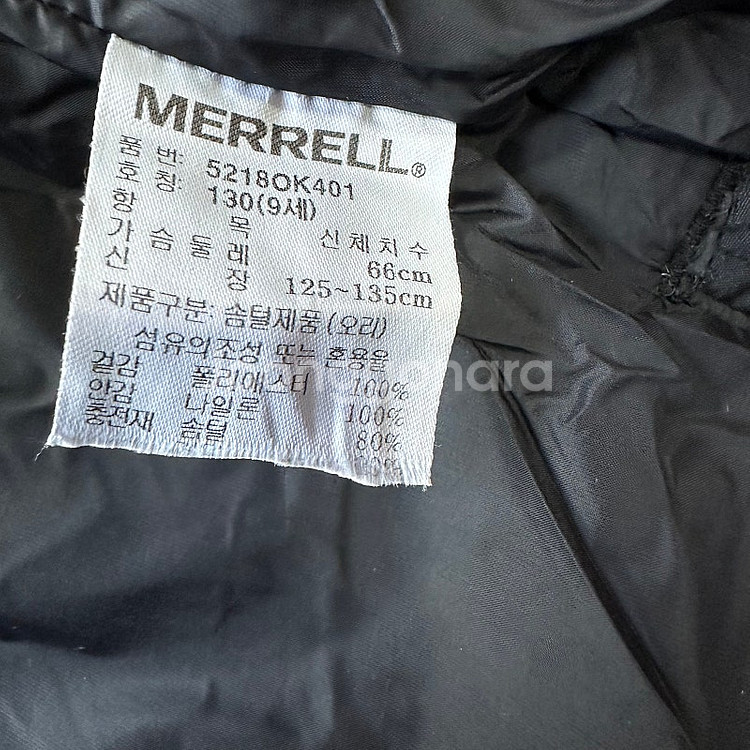 MERRELL®
품 번: 5218OK401
호 칭: 130(9세)
항 목 신체치수
가슴둘레 66cm
신 장 125~135cm
제품구분: 솜털제품(오리)
섬유의조성 또는 혼용율
겉감 폴리애스터 100%
안감 나일론 100%
충전재 솜털 80%